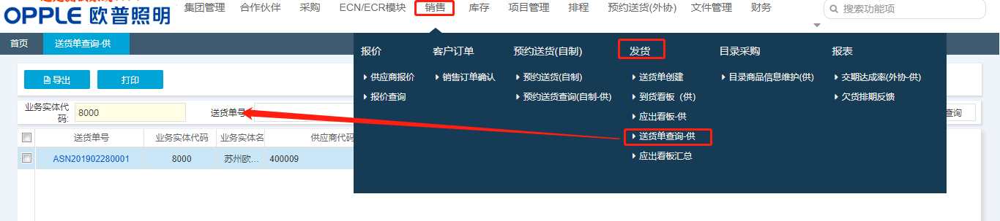 集团管理 合作伙伴 采购 ECN/ECR模块 销售 库存 项目管理 排程 预约送货(外协) 文件管理 财务 搜索功能项
OPPLE 欧普照明
首页 送货单查询-供
报价 客户订单 预约送货(自制) 发货 目录采购 报表
供应商报价 销售订单确认 预约送货(自制) 送货单创建 目录商品信息维护(供) 交期达成率(外协-供)
报价查询 预约送货查询(自制-供) 到货看板（供） 欠货排期反馈
应出看板-供
送货单查询-供
应出看板汇总
导出 打印
业务实体代码: 8000 送货单号 查询
送货单号 业务实体代码 业务实体名 供应商代码
ASN201902280001 8000 苏州欧... 400009